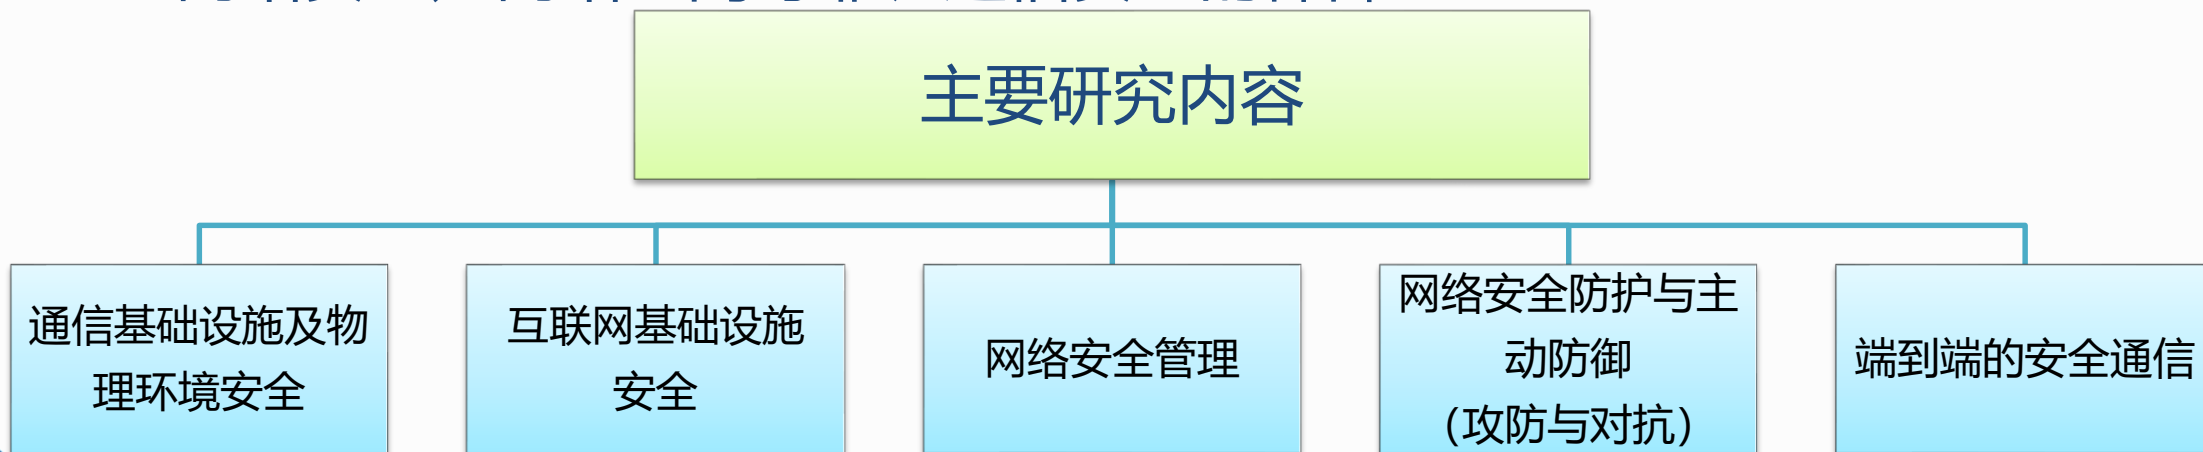 主要研究内容
通信基础设施及物
理环境安全
互联网基础设施
安全
网络安全管理
网络安全防护与主
动防御
（攻防与对抗）
端到端的安全通信